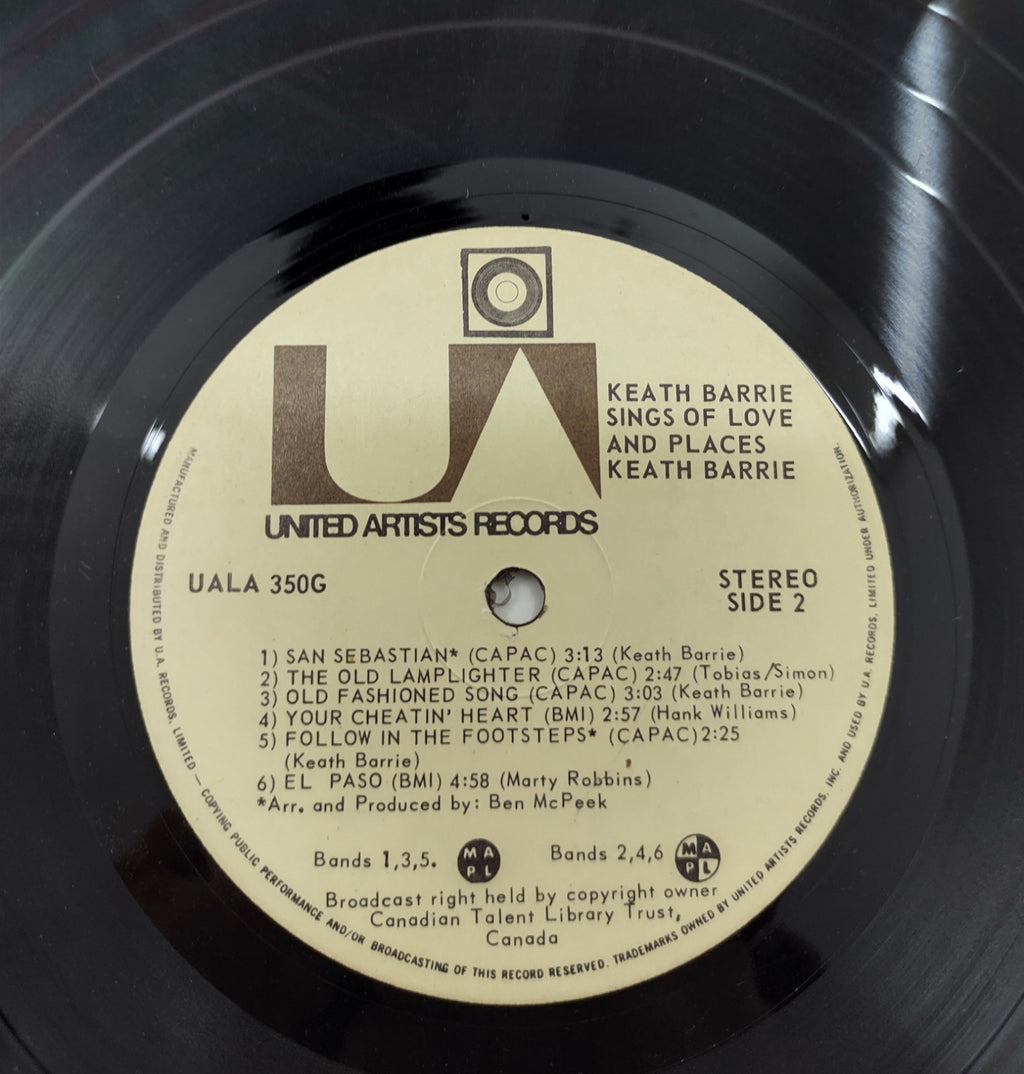 UA
UNITED ARTISTS RECORDS
KEATH BARRIE
SINGS OF LOVE
AND PLACES
KEATH BARRIE
UALA 350G
STEREO
SIDE 2
1) SAN SEBASTIAN* (CAPAC) 3:13 (Keath Barrie)
2) THE OLD LAMPLIGHTER (CAPAC) 2:47 (Tobias/Simon)
3) OLD FASHIONED SONG (CAPAC) 3:03 (Keath Barrie)
4) YOUR CHEATIN' HEART (BMI) 2:57 (Hank Williams)
5) FOLLOW IN THE FOOTSTEPS* (CAPAC)2:25
(Keath Barrie)
6) EL PASO (BMI) 4:58 (Marty Robbins)
*Arr. and Produced by: Ben McPeek
Bands 1,3,5. MAPL Bands 2,4,6 MAPL
Broadcast right held by copyright owner
Canadian Talent Library Trust,
Canada
MANUFACTURED AND DISTRIBUTED BY U.A. RECORDS, LIMITED — COPYING PUBLIC PERFORMANCE AND/OR BROADCASTING OF THIS RECORD RESERVED. TRADEMARKS OWNED BY UNITED ARTISTS RECORDS, INC. AND USED BY U.A. RECORDS, LIMITED UNDER AUTHORIZATION.